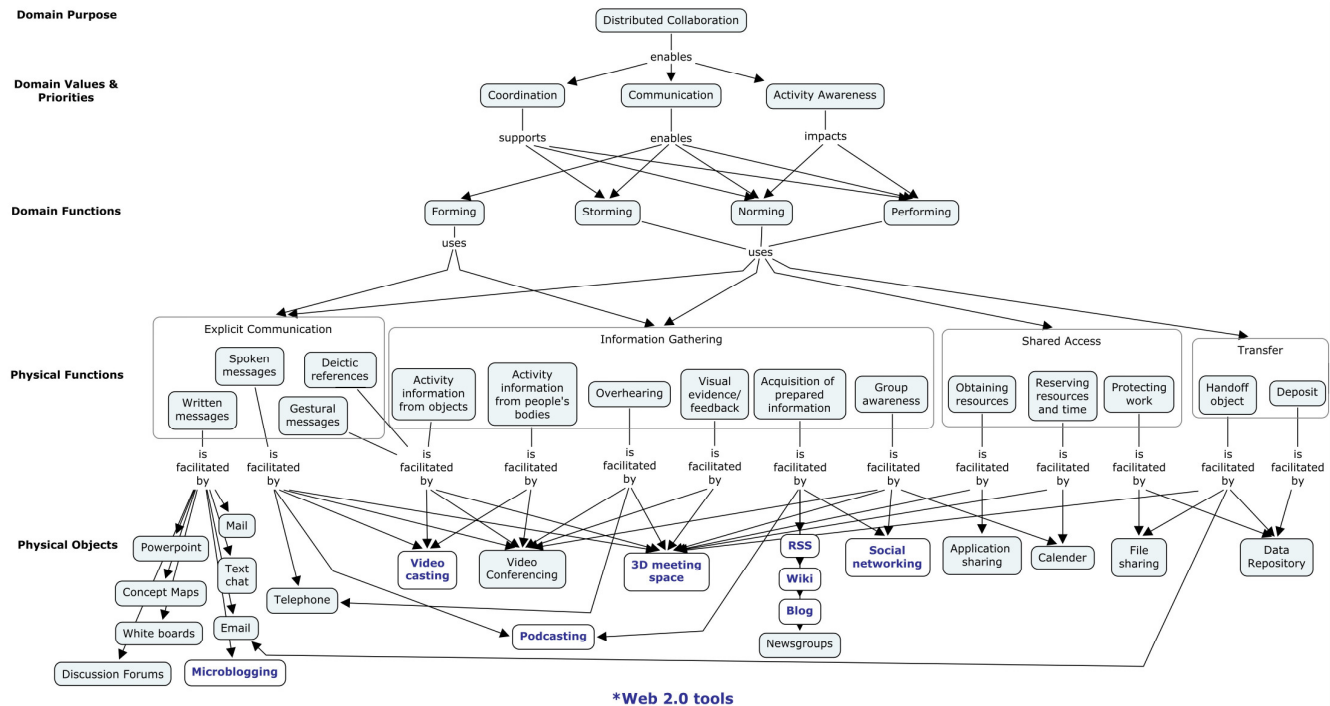 Domain Purpose
Distributed Collaboration
enables
Domain Values &
Priorities
Coordination
Communication
Activity Awareness
supports
enables
impacts
Domain Functions
Forming
Storming
Norming
Performing
uses
uses
Explicit Communication
Information Gathering
Shared Access
Transfer
Physical Functions
Spoken
messages
Deictic
references
Written
messages
Gestural
messages
Activity
information
from objects
Activity
information
from people's
bodies
Overhearing
Visual
evidence/
feedback
Acquisition of
prepared
information
Group
awareness
Obtaining
resources
Reserving
resources
and time
Protecting
work
Handoff
object
Deposit
is
facilitated
by
is
facilitated
by
is
facilitated
by
is
facilitated
by
is
facilitated
by
is
facilitated
by
is
facilitated
by
is
facilitated
by
is
facilitated
by
is
facilitated
by
is
facilitated
by
is
facilitated
by
is
facilitated
by
Physical Objects
Mail
Powerpoint
Text
chat
Concept Maps
White boards
Email
Discussion Forums
Microblogging
Telephone
Video
casting
Video
Conferencing
Podcasting
3D meeting
space
RSS
Wiki
Blog
Newsgroups
Social
networking
Application
sharing
Calender
File
sharing
Data
Repository
*Web 2.0 tools